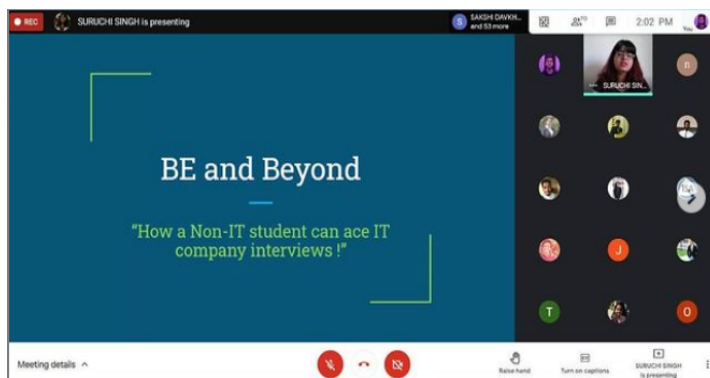 REC
SURUCHI SINGH is presenting
SAKSHI DAVKH...
and 53 more
2:02 PM
You
SURUCHI SIN...
n
BE and Beyond
“How a Non-IT student can ace IT
company interviews !”
J
T
O
Meeting details
Raise hand
Turn on captions
SURUCHI SINGH
is presenting